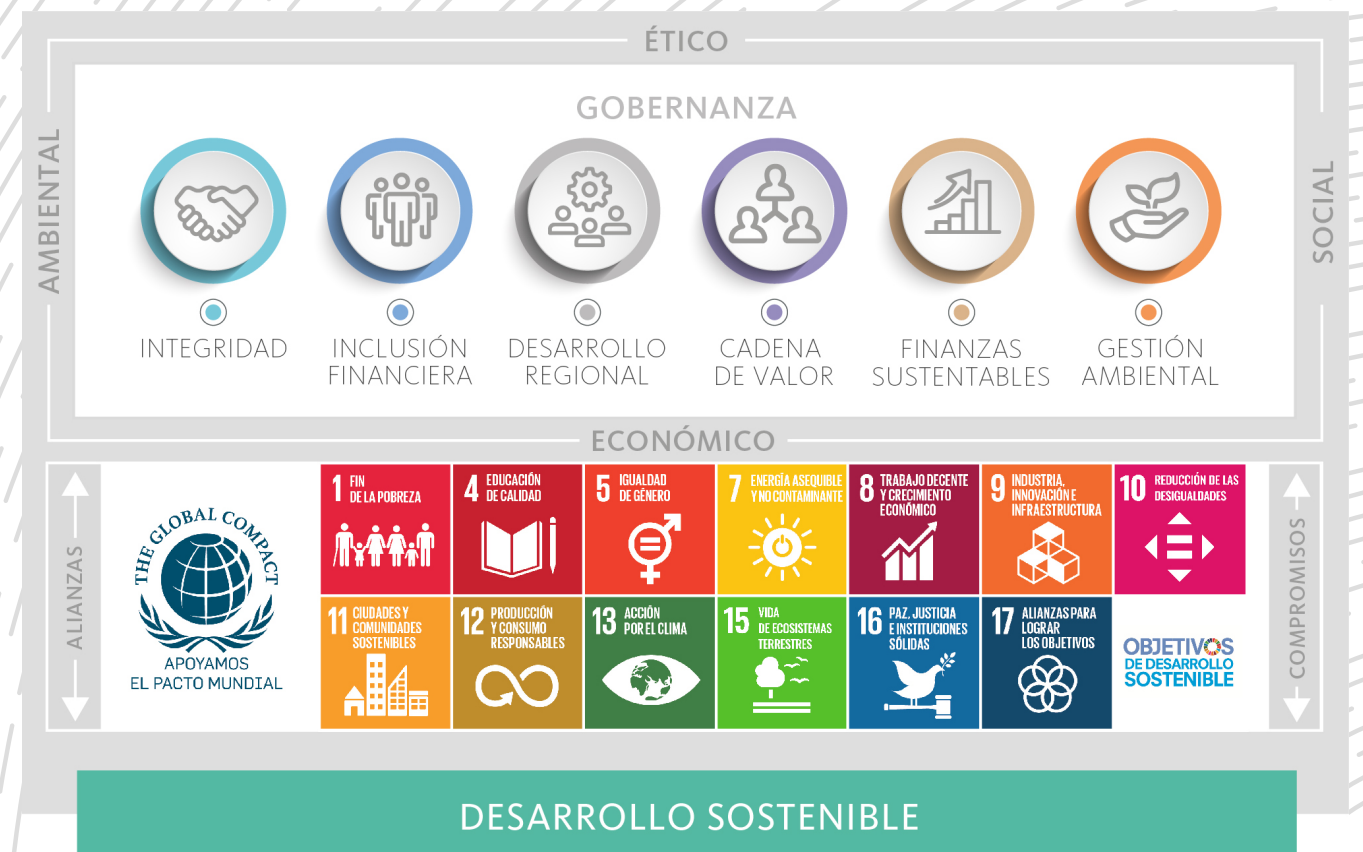 ÉTICO
GOBERNANZA
AMBIENTAL
SOCIAL
INTEGRIDAD
INCLUSIÓN
FINANCIERA
DESARROLLO
REGIONAL
CADENA
DE VALOR
FINANZAS
SUSTENTABLES
GESTIÓN
AMBIENTAL
ECONÓMICO
ALIANZAS
THE GLOBAL COMPACT
APOYAMOS
EL PACTO MUNDIAL
1 FIN
DE LA POBREZA
4 EDUCACIÓN
DE CALIDAD
5 IGUALDAD
DE GÉNERO
7 ENERGÍA ASEQUIBLE
Y NO CONTAMINANTE
8 TRABAJO DECENTE
Y CRECIMIENTO
ECONÓMICO
9 INDUSTRIA,
INNOVACIÓN E
INFRAESTRUCTURA
10 REDUCCIÓN DE LAS
DESIGUALDADES
11 CIUDADES Y
COMUNIDADES
SOSTENIBLES
12 PRODUCCIÓN
Y CONSUMO
RESPONSABLES
13 ACCIÓN
POR EL CLIMA
15 VIDA
DE ECOSISTEMAS
TERRESTRES
16 PAZ, JUSTICIA
E INSTITUCIONES
SÓLIDAS
17 ALIANZAS PARA
LOGRAR
LOS OBJETIVOS
OBJETIVOS
DE DESARROLLO
SOSTENIBLE
COMPROMISOS
DESARROLLO SOSTENIBLE